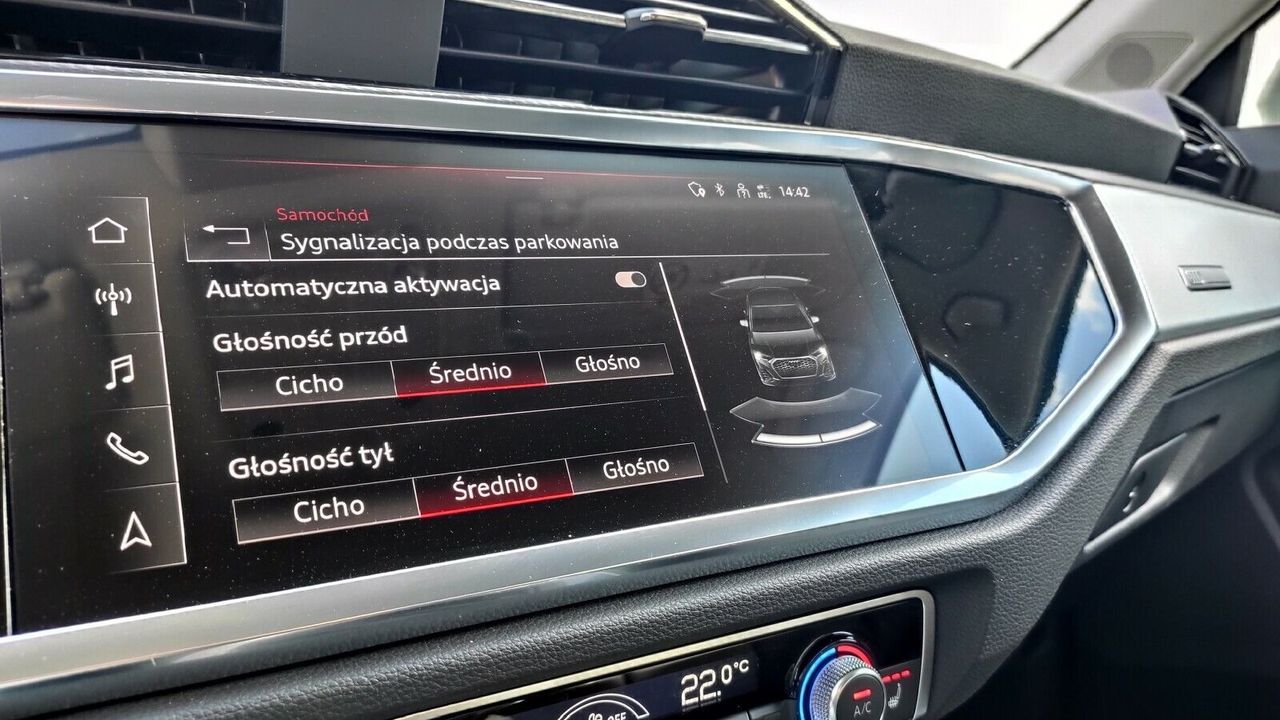 14:42
Samochód
Sygnalizacja podczas parkowania
Automatyczna aktywacja
Głośność przód
Cicho Średnio Głośno
Głośność tył
Cicho Średnio Głośno
22.0°C
OFF
A/C